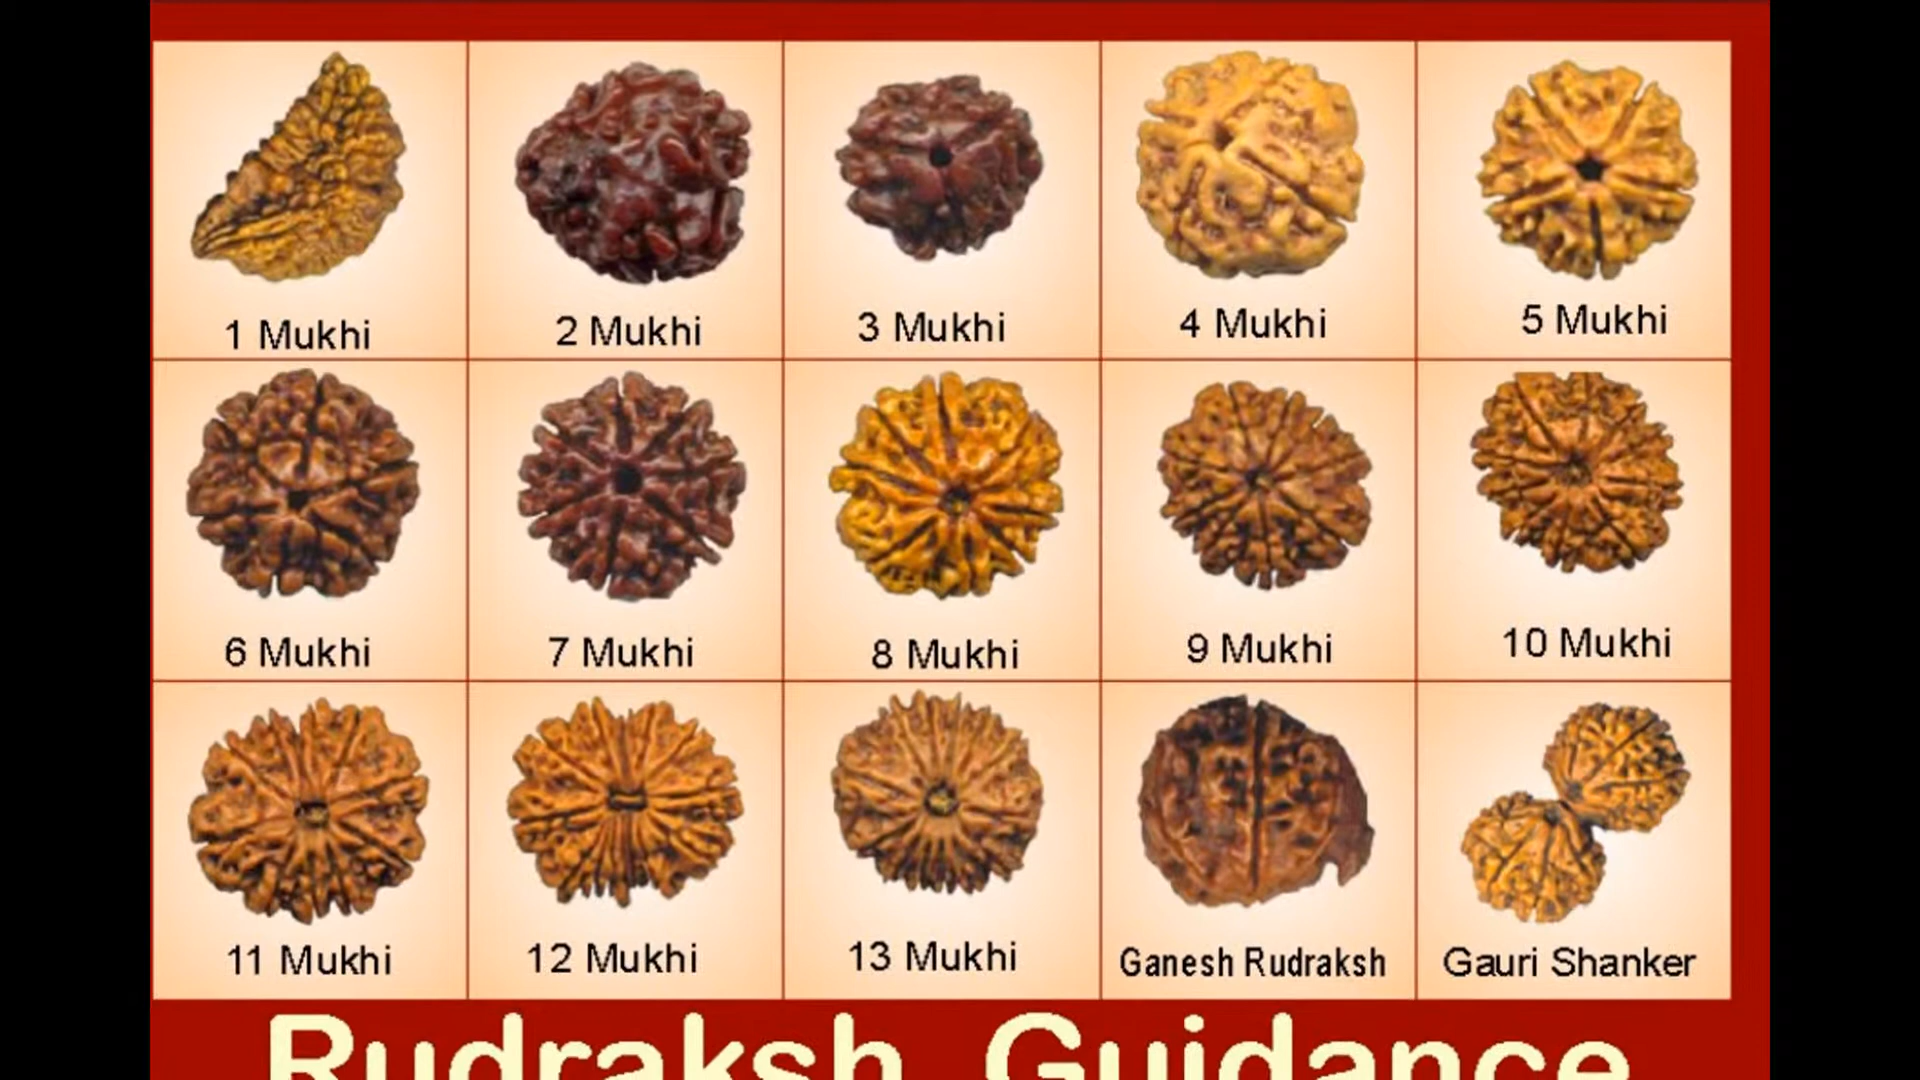 1 Mukhi
2 Mukhi
3 Mukhi
4 Mukhi
5 Mukhi
6 Mukhi
7 Mukhi
8 Mukhi
9 Mukhi
10 Mukhi
11 Mukhi
12 Mukhi
13 Mukhi
Ganesh Rudraksh
Gauri Shanker
Rudraksh Guidance